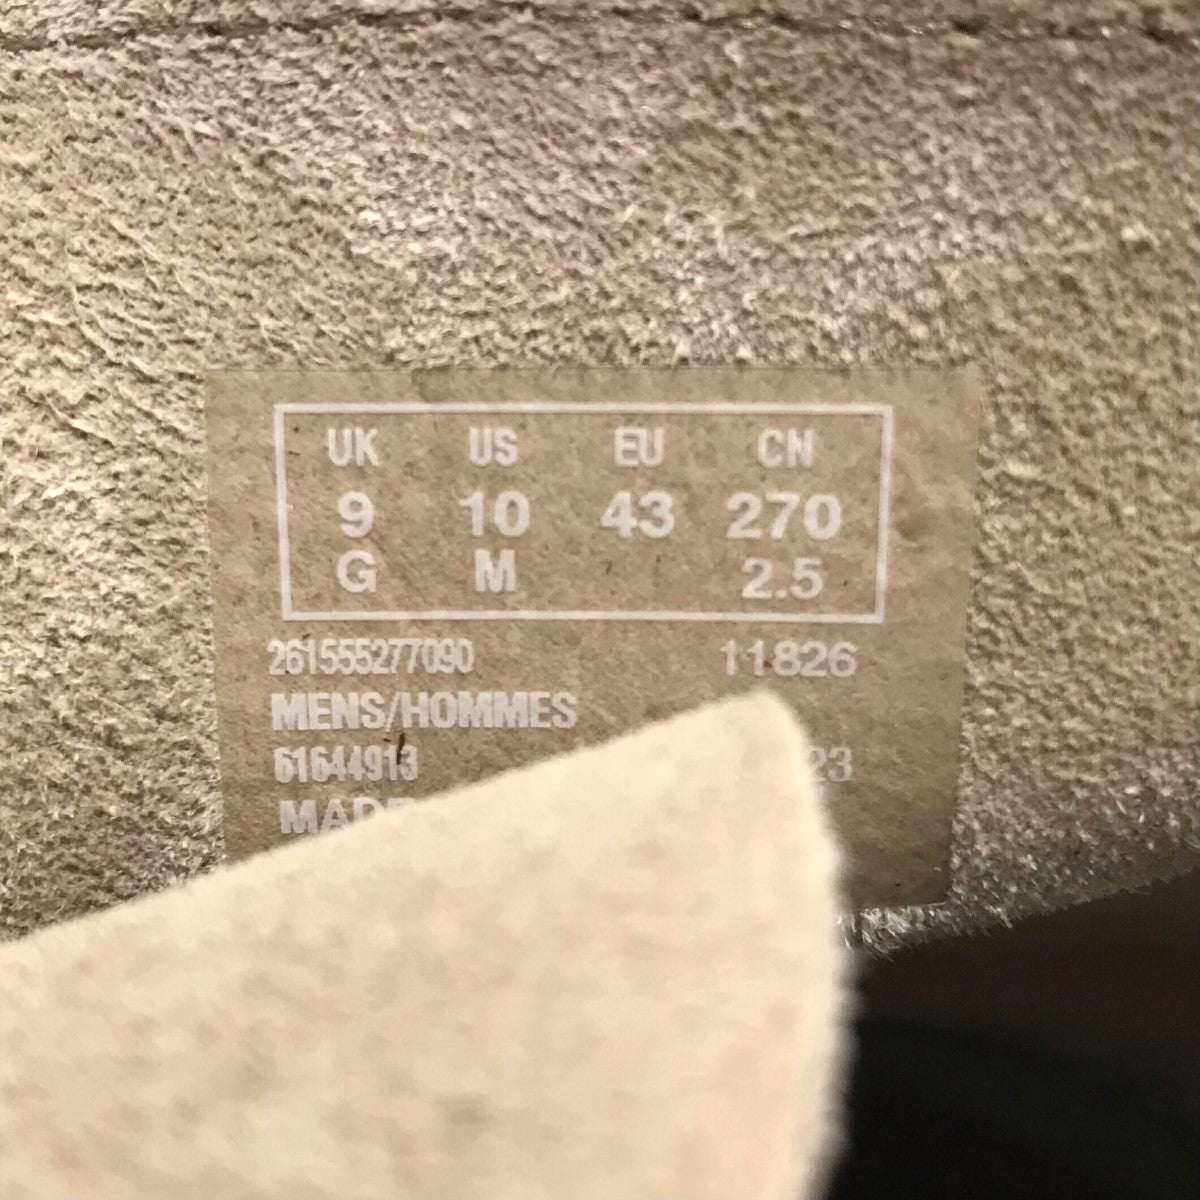 UK US EU CN
9 10 43 270
G M 2.5
261555277090 11826
MENS/HOMMES
61644913